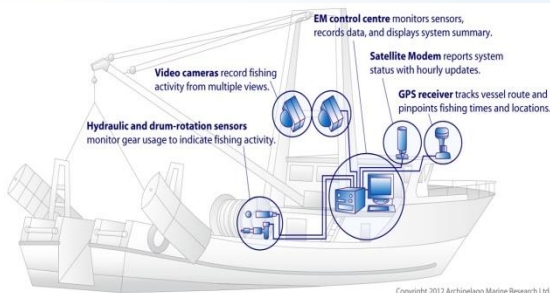 EM control centre monitors sensors,
records data, and displays system summary.
Satellite Modem reports system
status with hourly updates.
Video cameras record fishing
activity from multiple views.
GPS receiver tracks vessel route and
pinpoints fishing times and locations.
Hydraulic and drum-rotation sensors
monitor gear usage to indicate fishing activity.
Copyright 2012 Archipelago Marine Research Ltd